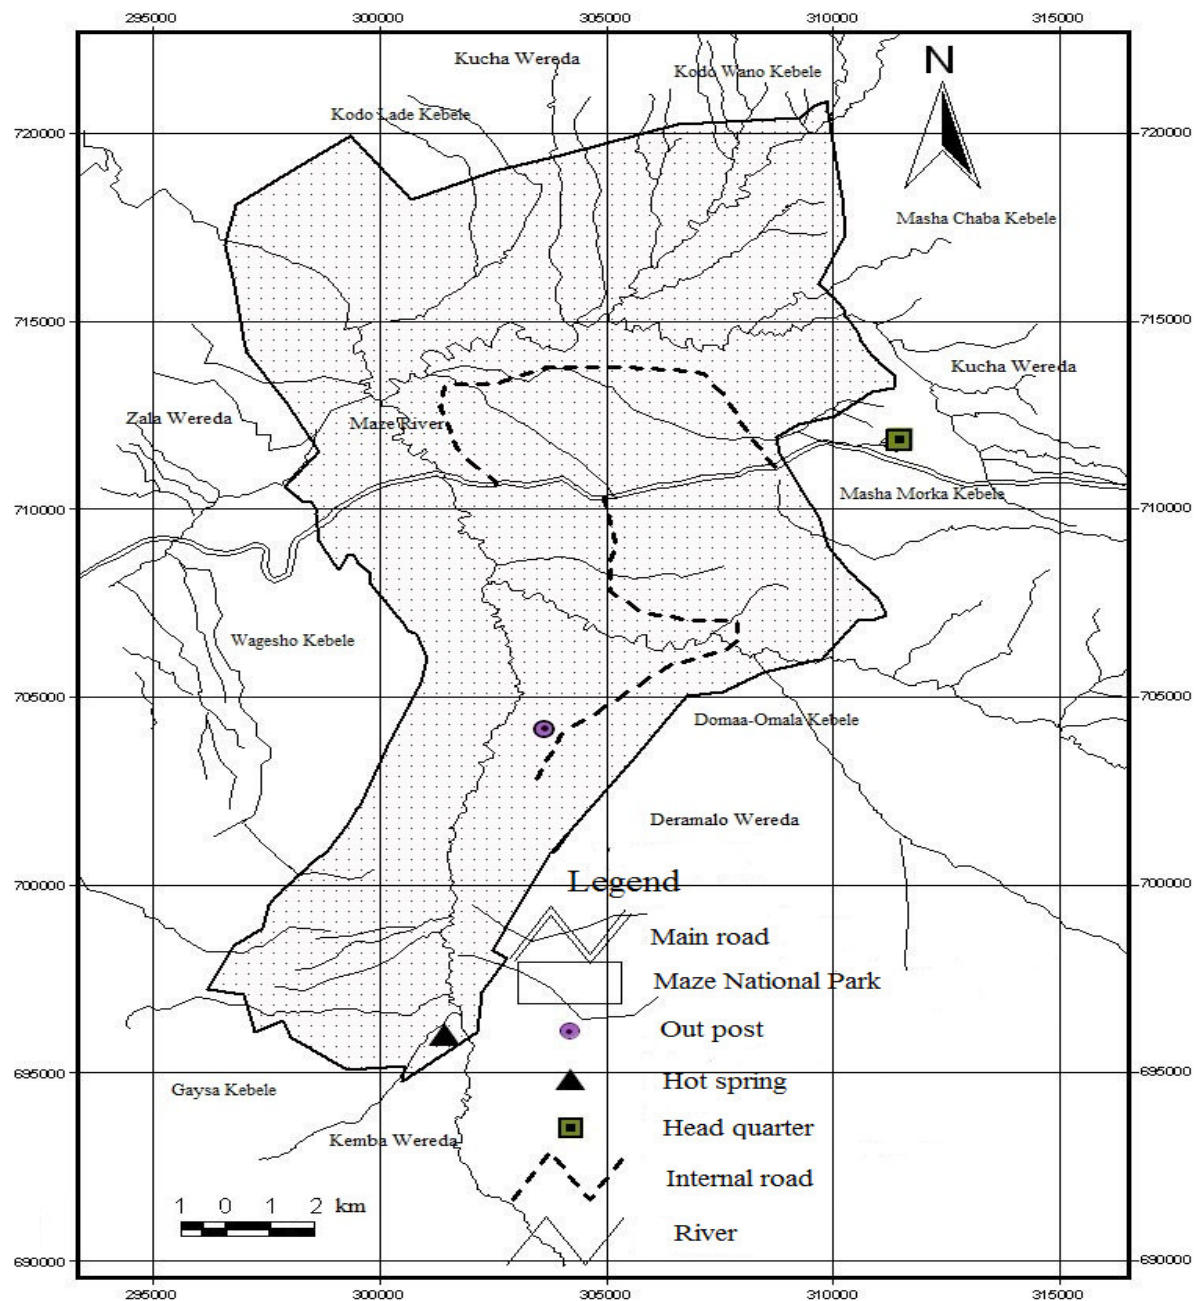 295000 300000 305000 310000 315000
Kucha Wereda
Kodo Wano Kebele
N
Kodo Lade Kebele
720000 720000
Masha Chaba Kebele
715000 715000
Kucha Wereda
Zala Wereda
Maze River
Masha Morka Kebele
710000 710000
Wagesho Kebele
705000 705000
Domaa-Omala Kebele
Deramalo Wereda
700000 700000
Legend
Main road
Maze National Park
Out post
Hot spring
695000 695000
Gaysa Kebele
Head quarter
Kemba Wereda
Internal road
1 0 1 2 km
River
690000 690000
295000 300000 305000 310000 315000